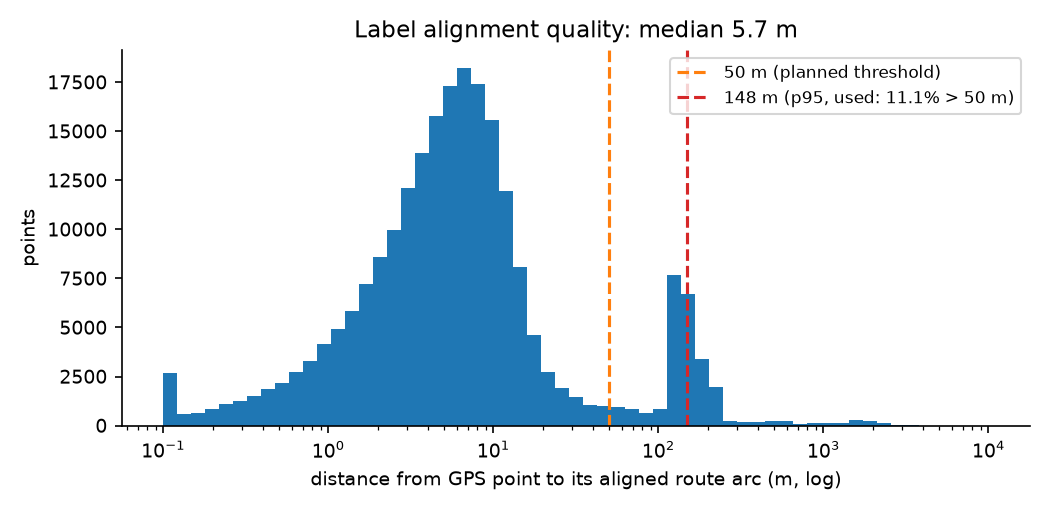 Label alignment quality: median 5.7 m
50 m (planned threshold)
148 m (p95, used: 11.1% > 50 m)
points
17500
15000
12500
10000
7500
5000
2500
0
10⁻¹ 10⁰ 10¹ 10² 10³ 10⁴
distance from GPS point to its aligned route arc (m, log)